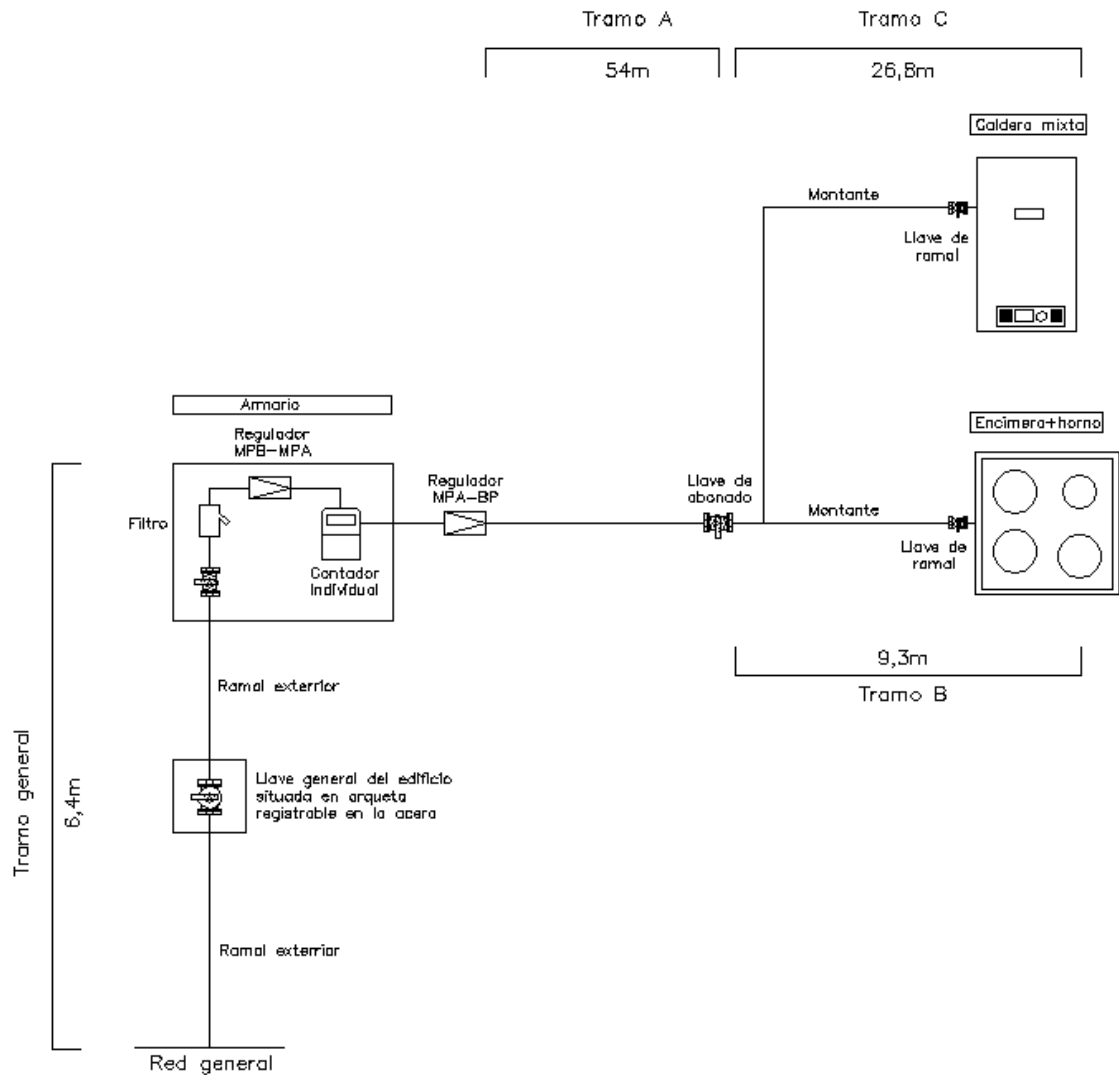 Tramo A
Tramo C
54m
26,8m
Caldera mixta
Montante
Llave de
ramal
Armario
Regulador
MPB-MPA
Encimera+horno
Regulador
MPA-BP
Llave de
abonado
Montante
Filtro
Llave de
ramal
Contador
Individual
9,3m
Tramo B
Ramal exterior
Tramo general
6,4m
Llave general del edificio
situada en arqueta
registrable en la acera
Ramal exterior
Red general